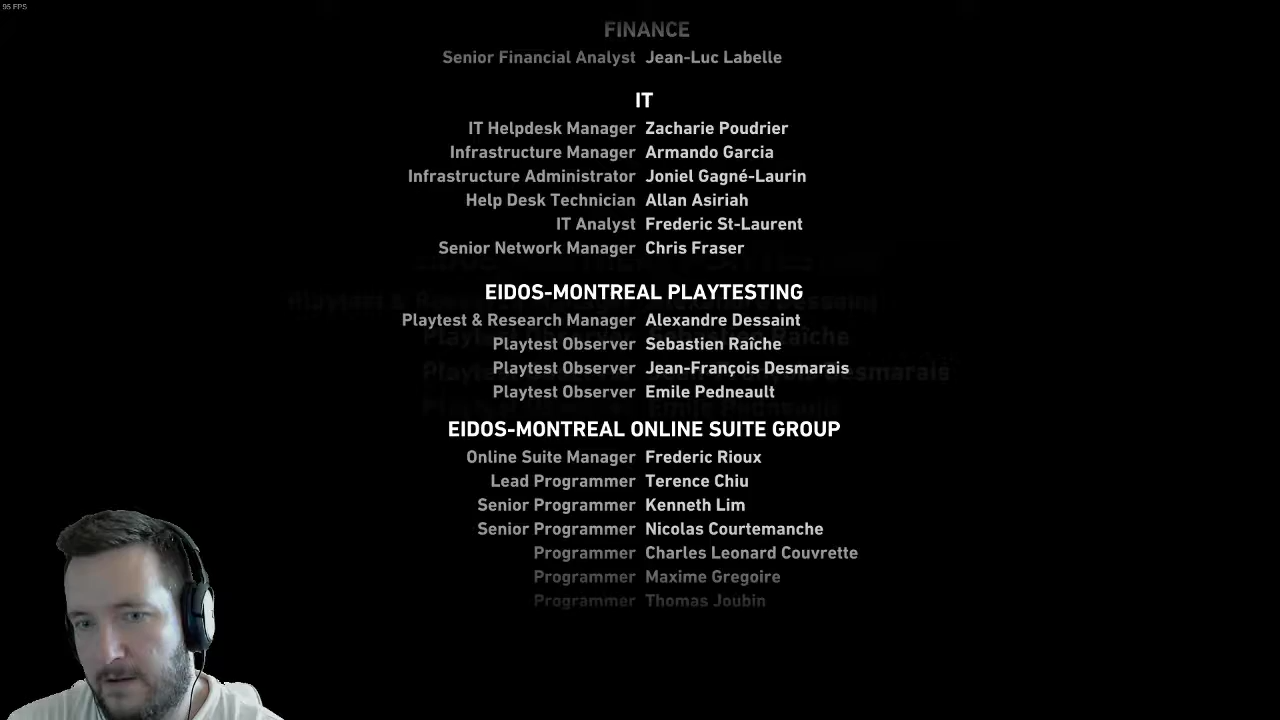 95 FPS
FINANCE
Senior Financial Analyst Jean-Luc Labelle
IT
IT Helpdesk Manager Zacharie Poudrier
Infrastructure Manager Armando Garcia
Infrastructure Administrator Joniel Gagné-Laurin
Help Desk Technician Allan Asiriah
IT Analyst Frederic St-Laurent
Senior Network Manager Chris Fraser
EIDOS-MONTREAL PLAYTESTING
Playtest & Research Manager Alexandre Dessaint
Playtest Observer Sebastien Raîche
Playtest Observer Jean-François Desmarais
Playtest Observer Emile Pedneault
EIDOS-MONTREAL ONLINE SUITE GROUP
Online Suite Manager Frederic Rioux
Lead Programmer Terence Chiu
Senior Programmer Kenneth Lim
Senior Programmer Nicolas Courtemanche
Programmer Charles Leonard Couvrette
Programmer Maxime Gregoire
Programmer Thomas Joubin